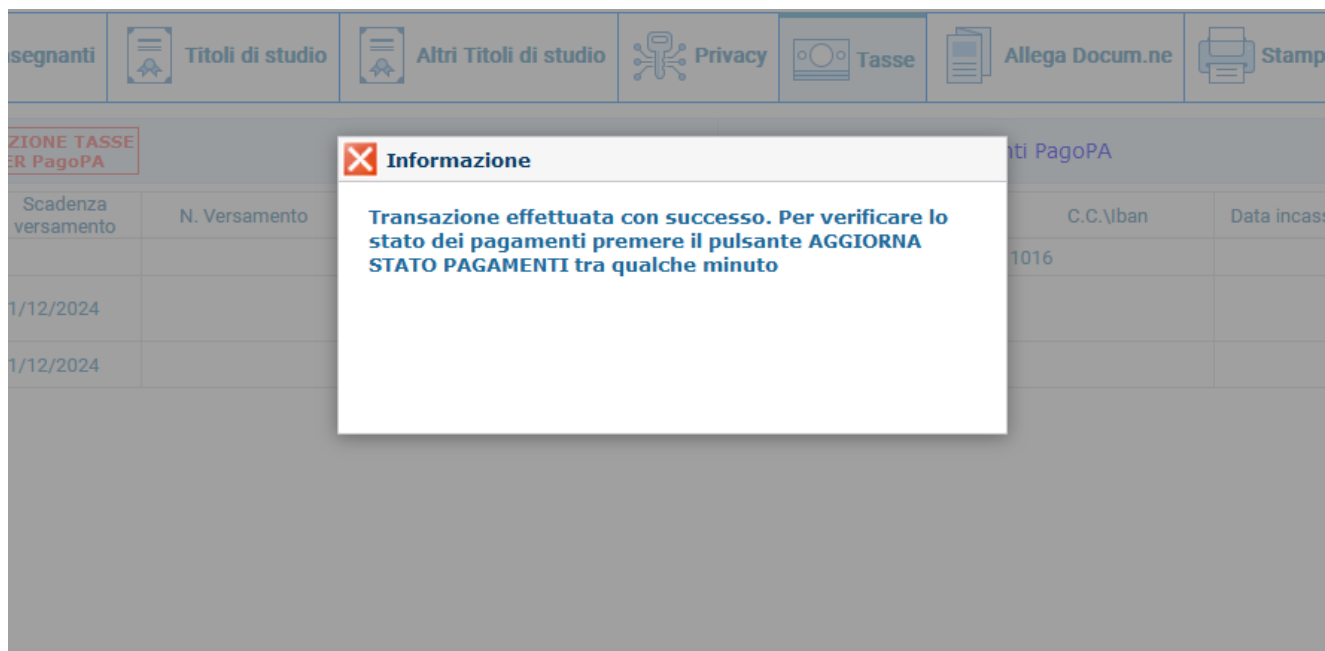 segnanti Titoli di studio Altri Titoli di studio Privacy Tasse Allega Docum.ne Stamp
ZIONE TASSE
ER PagoPA
Informazione
nti PagoPA
Scadenza
versamento
N. Versamento
C.C.\Iban
Data incass
Transazione effettuata con successo. Per verificare lo
stato dei pagamenti premere il pulsante AGGIORNA
STATO PAGAMENTI tra qualche minuto
1016
1/12/2024
1/12/2024